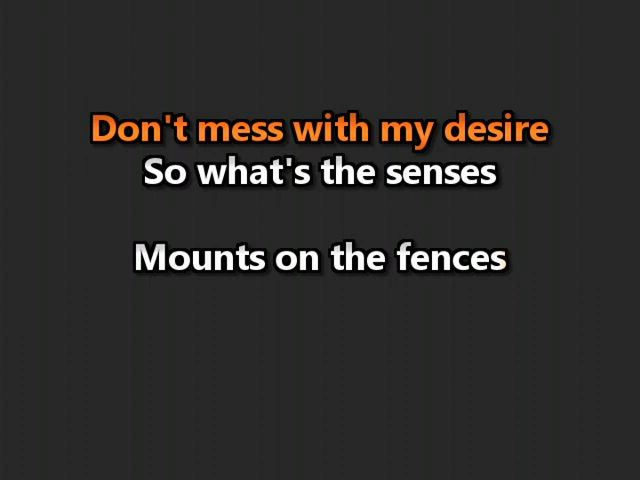 Don't mess with my desire
So what's the senses
Mounts on the fences